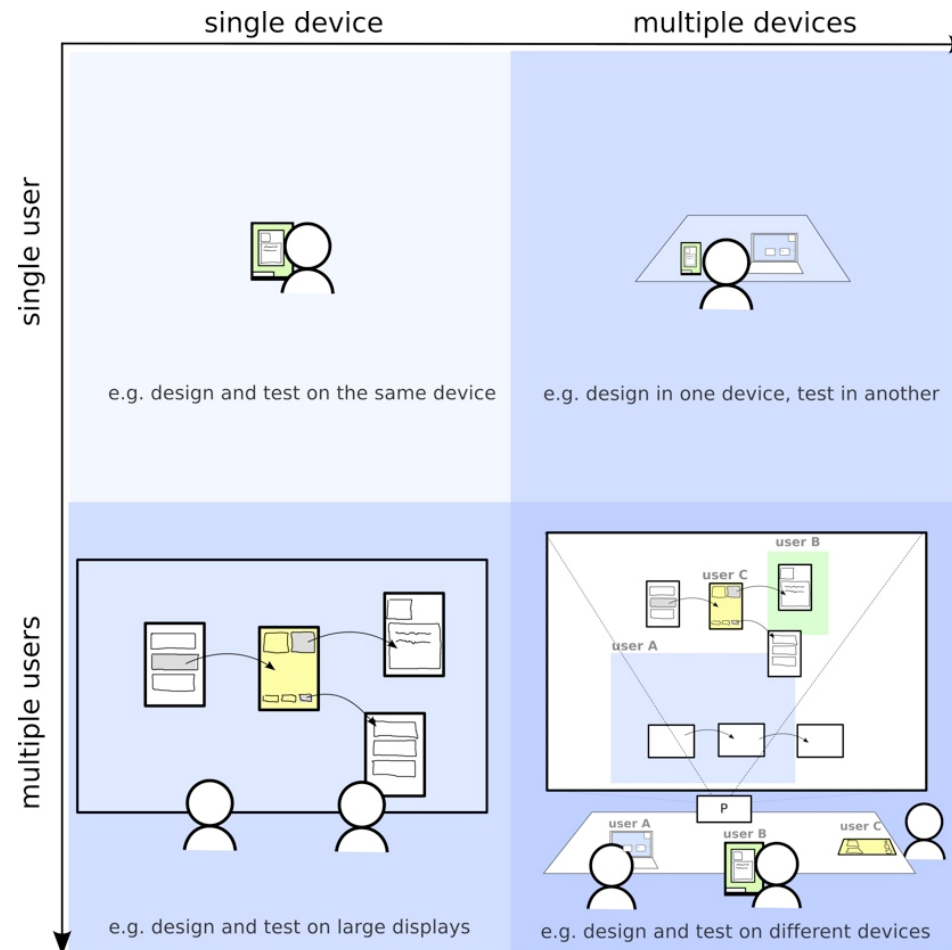 single device
multiple devices
single user
e.g. design and test on the same device
e.g. design in one device, test in another
multiple users
user B
user C
user A
P
user A
user B
user C
e.g. design and test on large displays
e.g. design and test on different devices